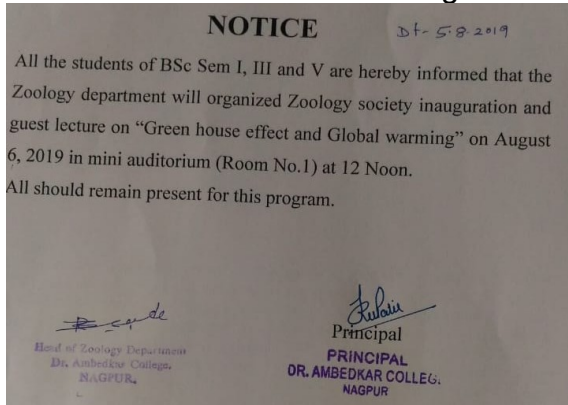 NOTICE
Dt- 5.8.2019
All the students of BSc Sem I, III and V are hereby informed that the
Zoology department will organized Zoology society inauguration and
guest lecture on “Green house effect and Global warming” on August
6, 2019 in mini auditorium (Room No.1) at 12 Noon.
All should remain present for this program.
Principal
Head of Zoology Department
Dr. Ambedkar College,
NAGPUR.
PRINCIPAL
DR. AMBEDKAR COLLEG.
NAGPUR